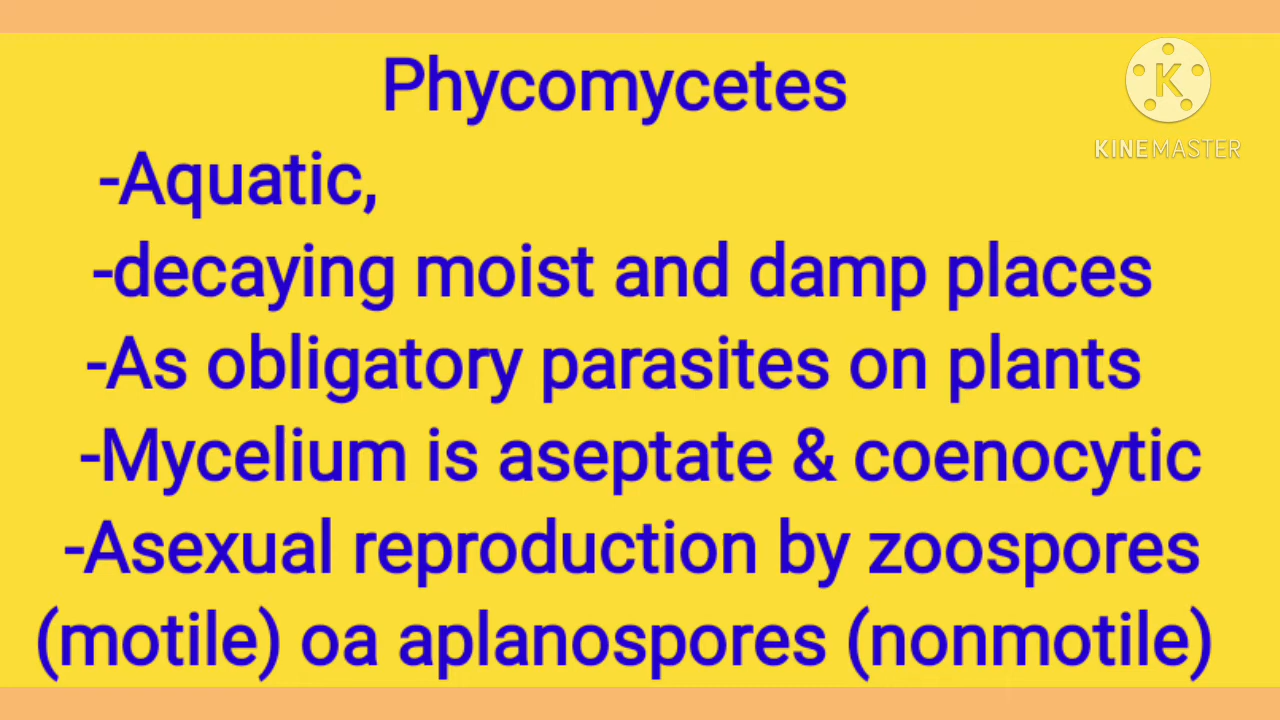 Phycomycetes
K
KINEMASTER
-Aquatic,
-decaying moist and damp places
-As obligatory parasites on plants
-Mycelium is aseptate & coenocytic
-Asexual reproduction by zoospores
(motile) oa aplanospores (nonmotile)